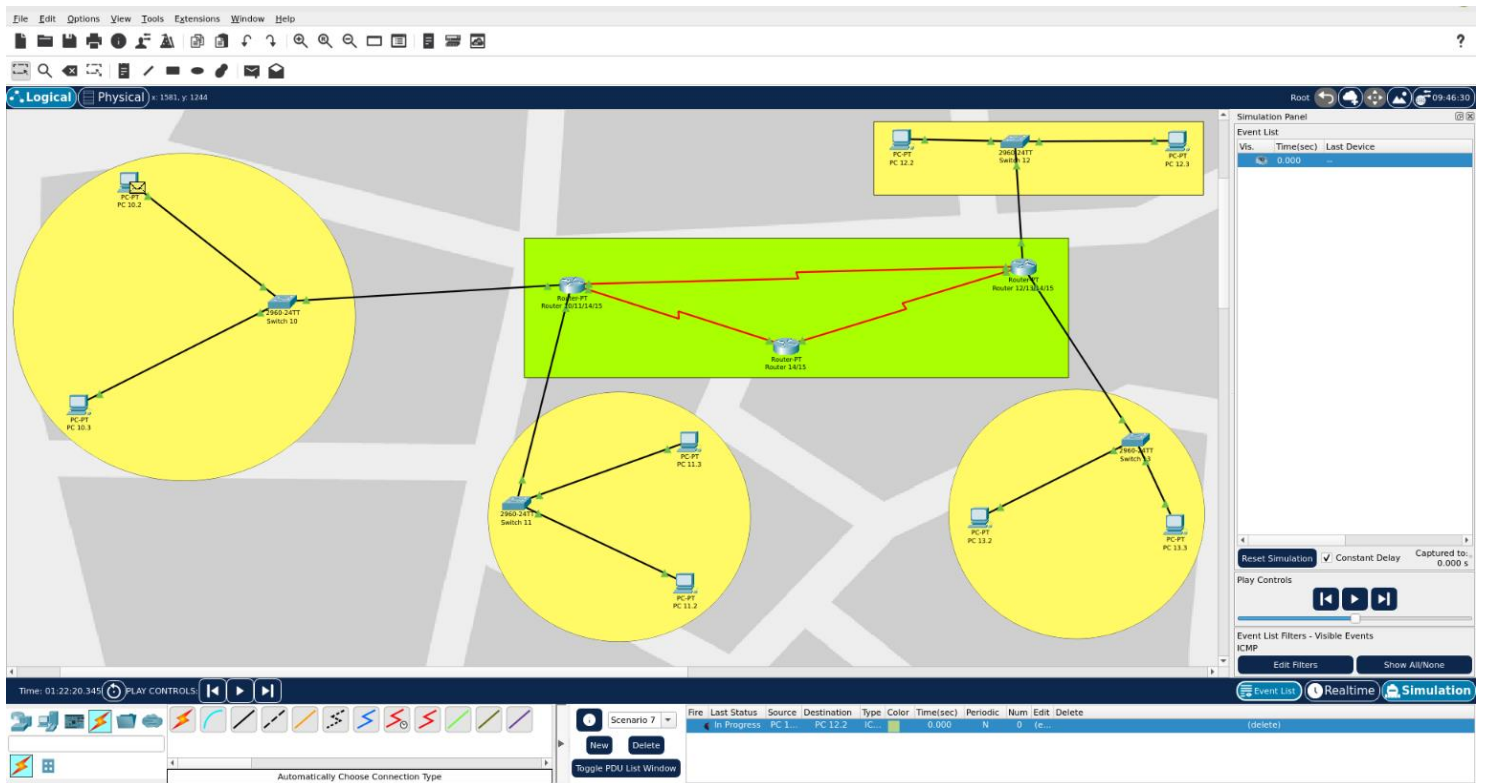 File Edit Options View Tools Extensions Window Help
?
Logical Physical x: 1581, y: 1244 Root 09:46:30
Simulation Panel
Event List
Vis. Time(sec) Last Device
0.000 --
PC-PT
PC 12.2
2960-24TT
Switch 12
PC-PT
PC 12.3
PC-PT
PC 10.2
2960-24TT
Switch 10
PC-PT
PC 10.3
Router-PT
Router 10/11/14/15
Router-PT
Router 12/13/14/15
Router-PT
Router 14/15
PC-PT
PC 11.3
2960-24TT
Switch 11
PC-PT
PC 11.2
2960-24TT
Switch 13
PC-PT
PC 13.2
PC-PT
PC 13.3
Reset Simulation Constant Delay Captured to:
0.000 s
Play Controls
Event List Filters - Visible Events
ICMP
Edit Filters Show All/None
Time: 01:22:20.345 PLAY CONTROLS: Event List Realtime Simulation
Scenario 7
New Delete
Toggle PDU List Window
Fire Last Status Source Destination Type Color Time(sec) Periodic Num Edit Delete
In Progress PC 1... PC 12.2 IC... 0.000 N 0 (e... (delete)
Automatically Choose Connection Type